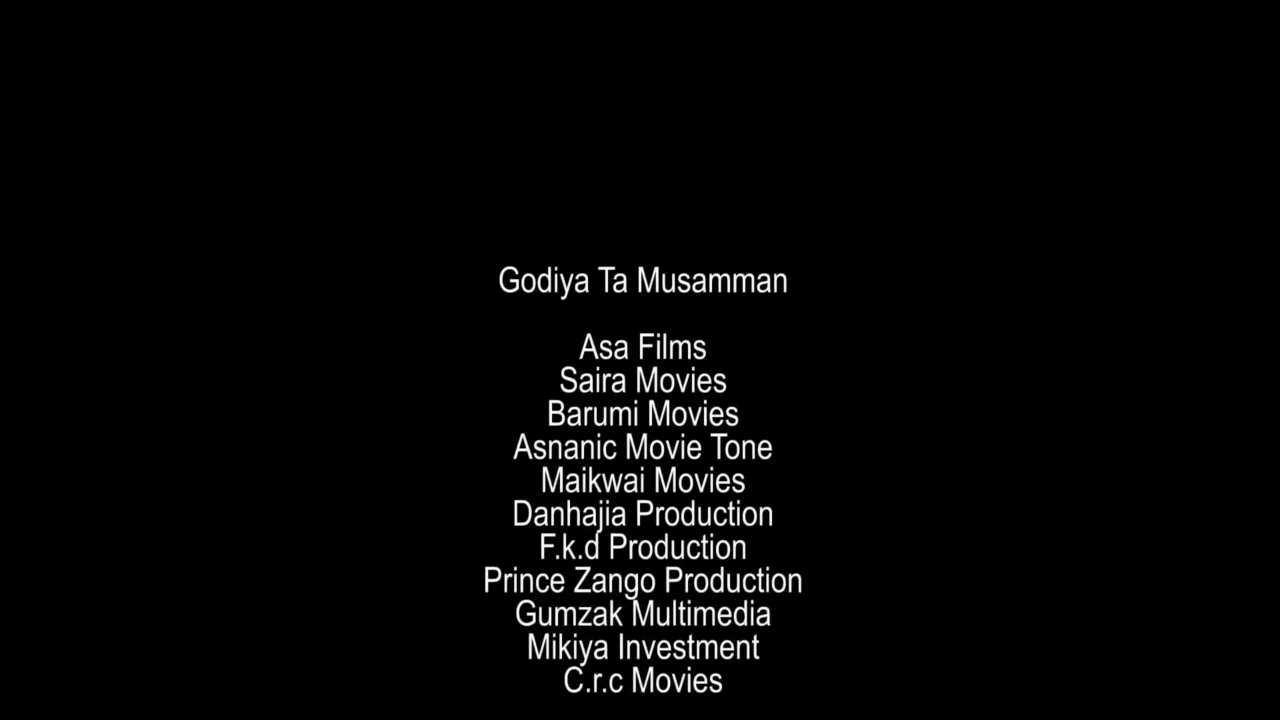 Godiya Ta Musamman
Asa Films
Saira Movies
Barumi Movies
Asnanic Movie Tone
Maikwai Movies
Danhajia Production
F.k.d Production
Prince Zango Production
Gumzak Multimedia
Mikiya Investment
C.r.c Movies